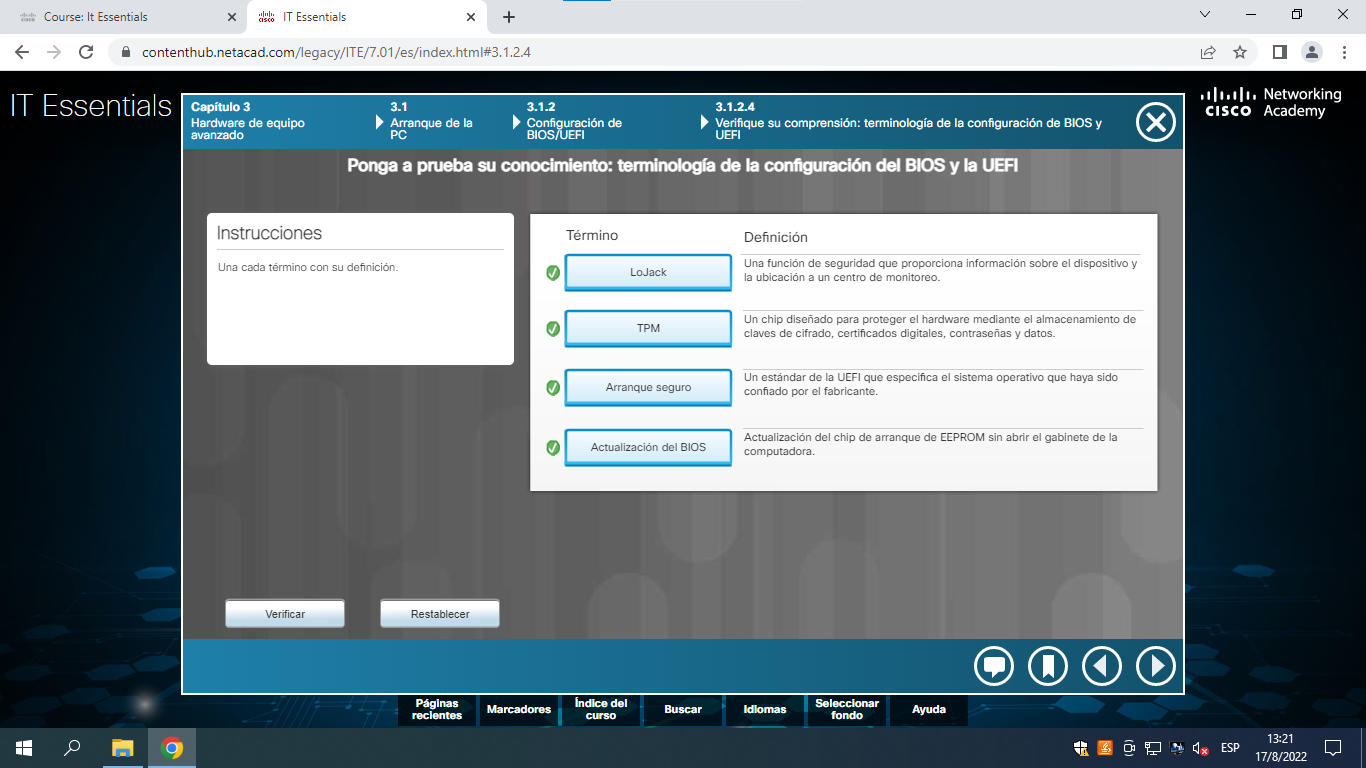 Course: It Essentials
IT Essentials
contenthub.netacad.com/legacy/ITE/7.01/es/index.html#3.1.2.4
IT Essentials
Capítulo 3
Hardware de equipo
avanzado
3.1
Arranque de la
PC
3.1.2
Configuración de
BIOS/UEFI
3.1.2.4
Verifique su comprensión: terminología de la configuración de BIOS y
UEFI
CISCO
Networking
Academy
Ponga a prueba su conocimiento: terminología de la configuración del BIOS y la UEFI
Instrucciones
Una cada término con su definición.
Término
Definición
LoJack
Una función de seguridad que proporciona información sobre el dispositivo y
la ubicación a un centro de monitoreo.
TPM
Un chip diseñado para proteger el hardware mediante el almacenamiento de
claves de cifrado, certificados digitales, contraseñas y datos.
Arranque seguro
Un estándar de la UEFI que especifica el sistema operativo que haya sido
confiado por el fabricante.
Actualización del BIOS
Actualización del chip de arranque de EEPROM sin abrir el gabinete de la
computadora.
Verificar
Restablecer
Páginas
recientes
Marcadores
Índice del
curso
Buscar
Idiomas
Seleccionar
fondo
Ayuda
ESP
13:21
17/8/2022